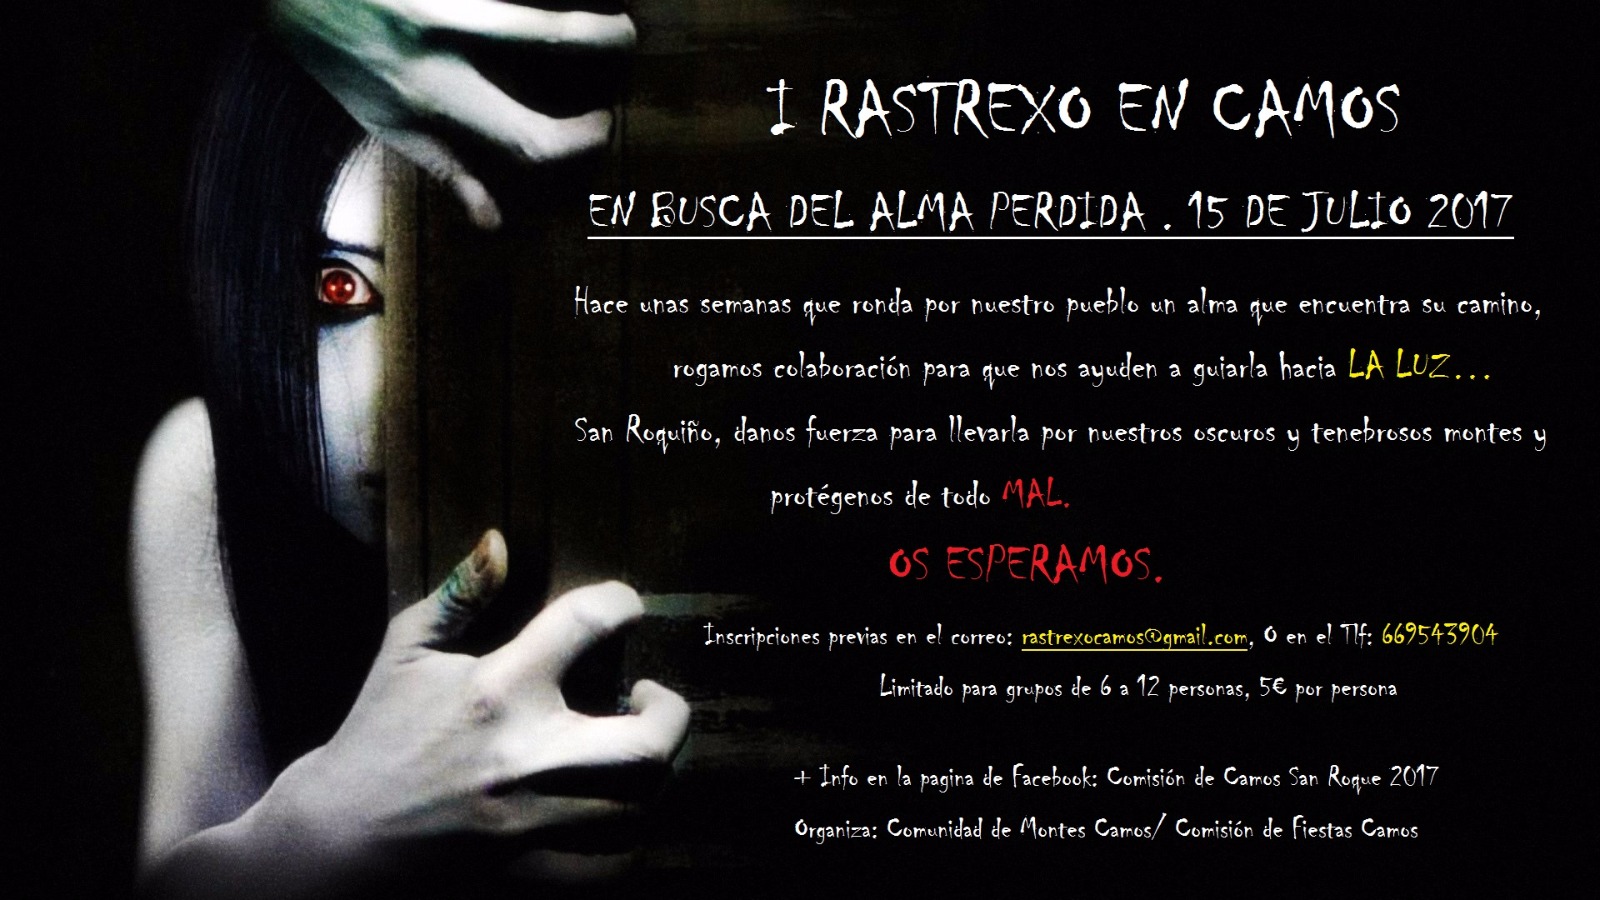 I RASTREXO EN CAMOS
EN BUSCA DEL ALMA PERDIDA . 15 DE JULIO 2017
Hace unas semanas que ronda por nuestro pueblo un alma que encuentra su camino,
rogamos colaboración para que nos ayuden a guiarla hacia LA LUZ...
San Roquiño, danos fuerza para llevarla por nuestros oscuros y tenebrosos montes y
protégenos de todo MAL.
OS ESPERAMOS.
Inscripciones previas en el correo: rastrexocamos@gmail.com, O en el Tlf: 669543904
Limitado para grupos de 6 a 12 personas, 5€ por persona
+ Info en la pagina de Facebook: Comisión de Camos San Roque 2017
Organiza: Comunidad de Montes Camos/ Comisión de Fiestas Camos